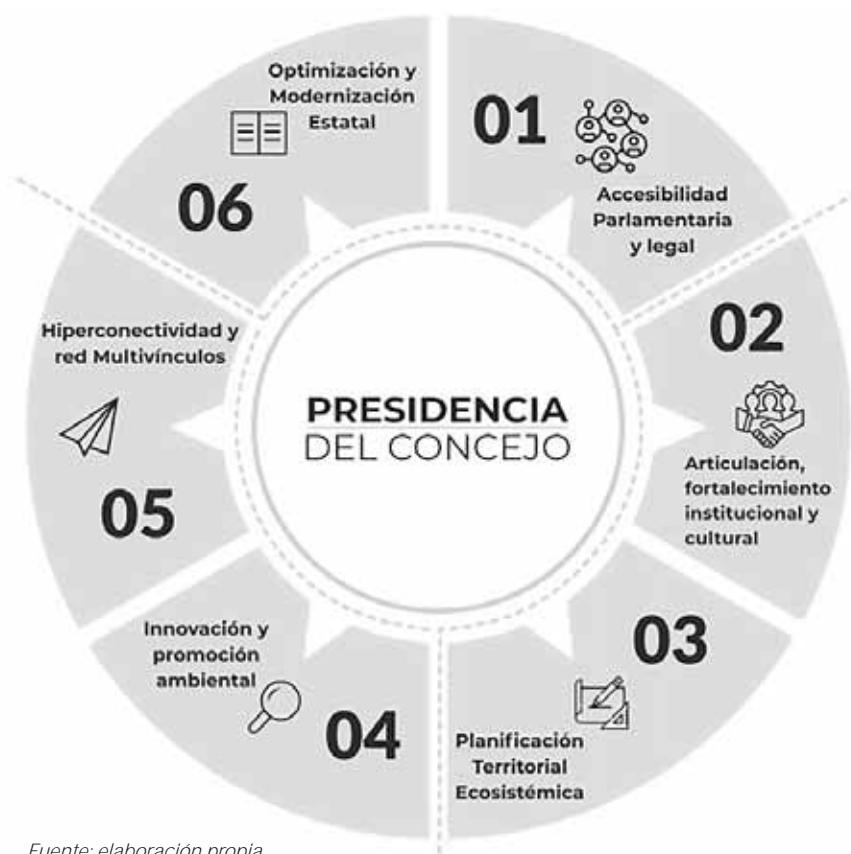 PRESIDENCIA
DEL CONCEJO
01
Accesibilidad
Parlamentaria
y legal
02
Articulación,
fortalecimiento
institucional y
cultural
03
Planificación
Territorial
Ecosistémica
04
Innovación y
promoción
ambiental
05
Hiperconectividad y
red Multivínculos
06
Optimización y
Modernización
Estatal
Fuente: elaboración propia